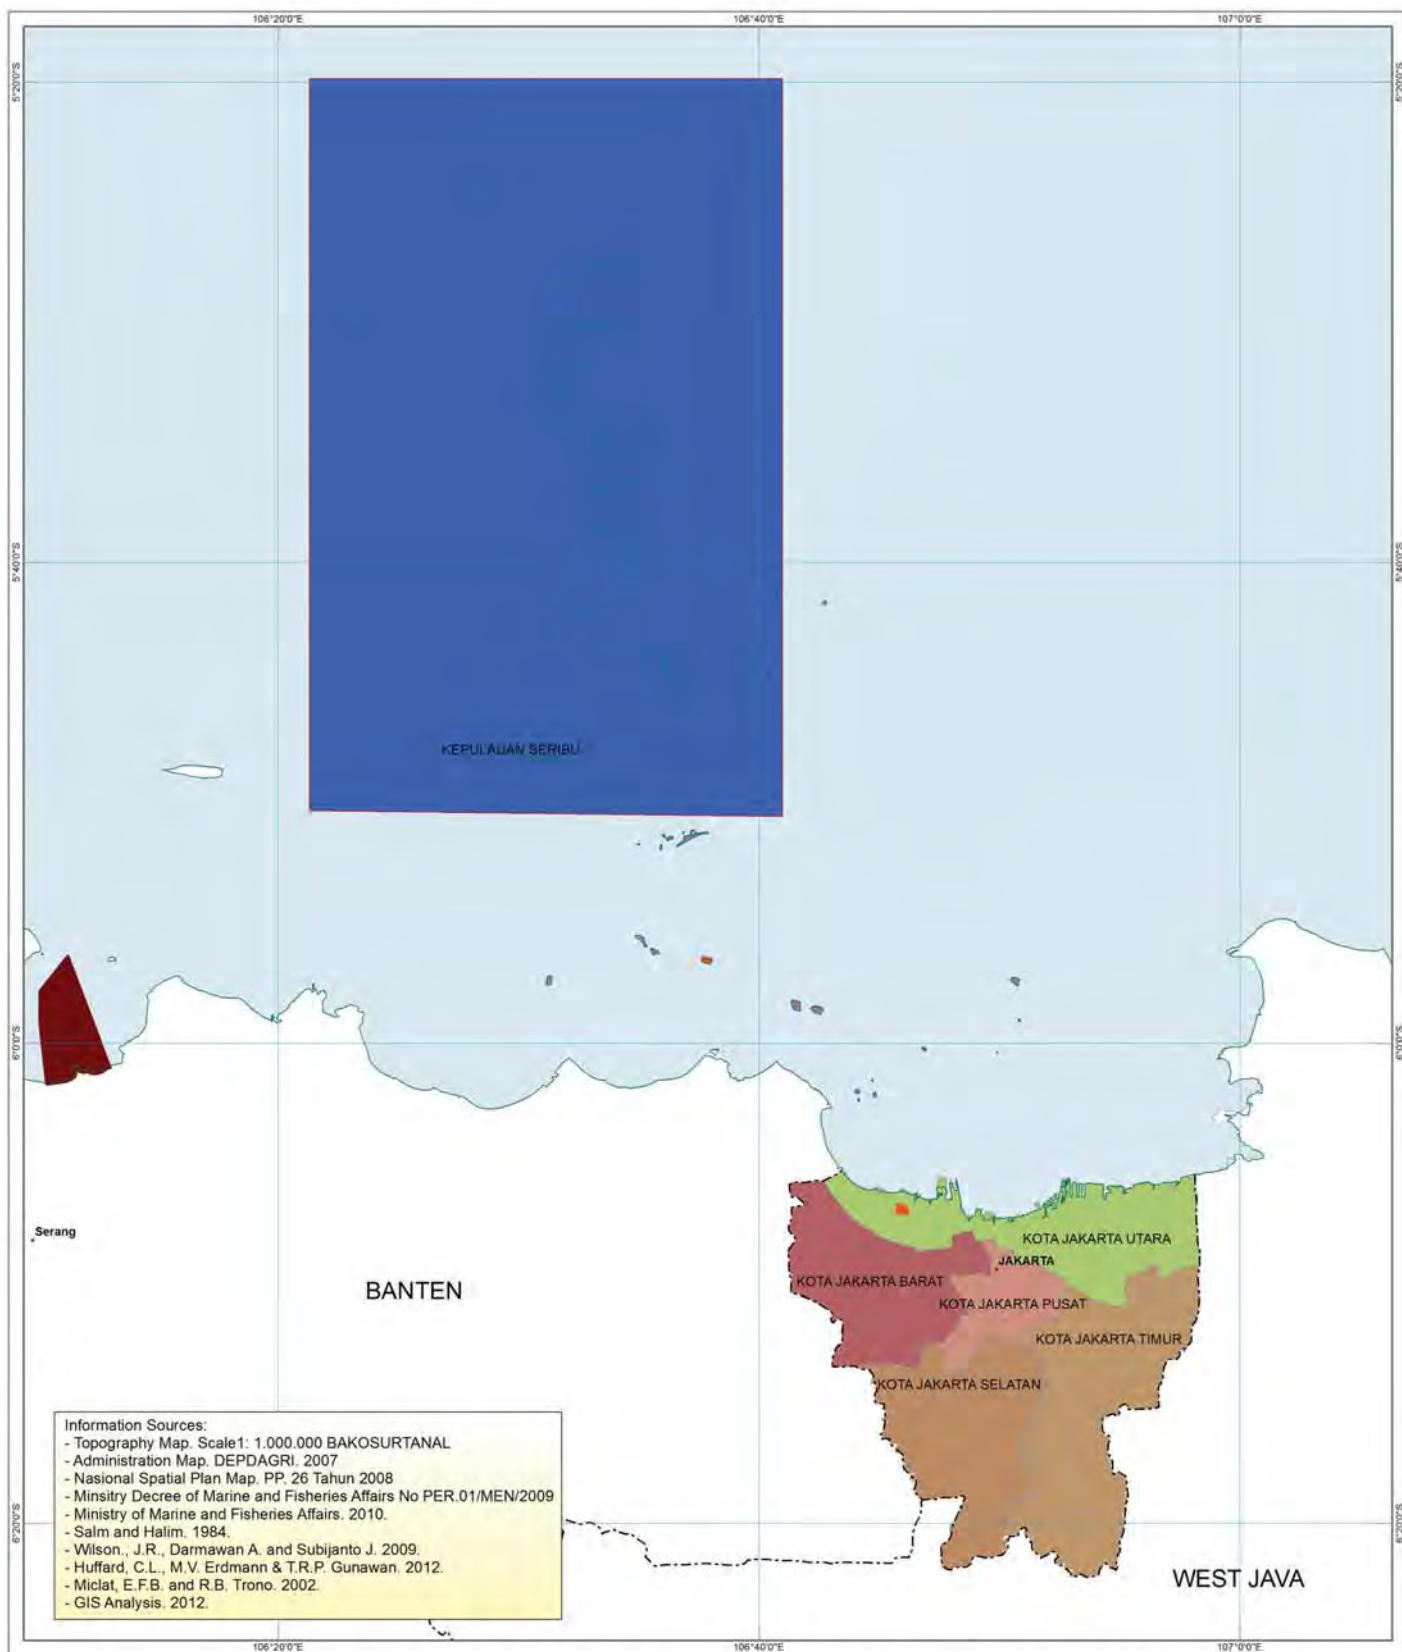 106°20'0"E
106°40'0"E
107°0'0"E
5°20'0"S
5°20'0"S
5°40'0"S
5°40'0"S
KEPULAUAN SERIBU
6°0'0"S
6°0'0"S
Serang
KOTA JAKARTA UTARA
JAKARTA
KOTA JAKARTA BARAT
BANTEN
KOTA JAKARTA PUSAT
KOTA JAKARTA TIMUR
KOTA JAKARTA SELATAN
Information Sources:
- Topography Map. Scale1: 1.000.000 BAKOSURTANAL
- Administration Map. DEPDAGRI. 2007
- Nasional Spatial Plan Map. PP. 26 Tahun 2008
- Minsitry Decree of Marine and Fisheries Affairs No PER.01/MEN/2009
- Ministry of Marine and Fisheries Affairs. 2010.
- Salm and Halim. 1984.
- Wilson., J.R., Darmawan A. and Subijanto J. 2009.
- Huffard, C.L., M.V. Erdmann & T.R.P. Gunawan. 2012.
- Miclat, E.F.B. and R.B. Trono. 2002.
- GIS Analysis. 2012.
6°20'0"S
6°20'0"S
WEST JAVA
106°20'0"E
106°40'0"E
107°0'0"E